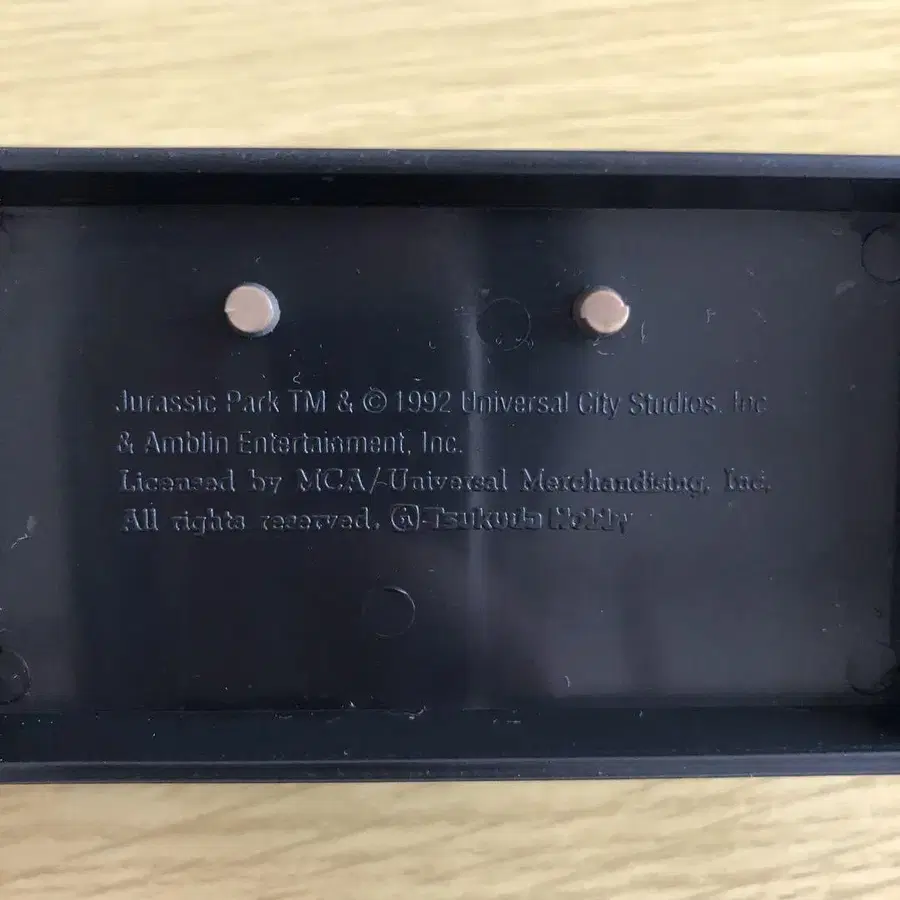 Jurassic Park TM & © 1992 Universal City Studios, Inc
& Amblin Entertainment, Inc.
Licensed by MCA/Universal Merchandising, Inc.
All rights reserved. Tsukuda Hobby